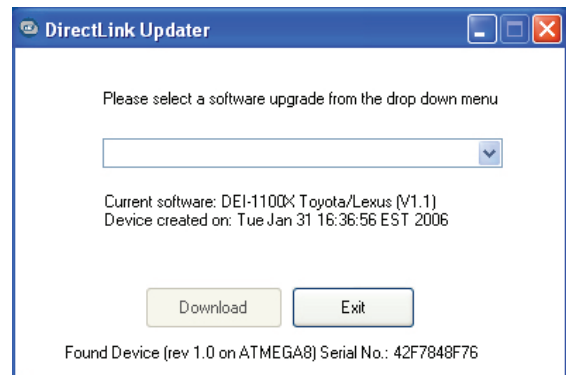 DirectLink Updater
Please select a software upgrade from the drop down menu
Current software: DEI-1100X Toyota/Lexus (V1.1)
Device created on: Tue Jan 31 16:36:56 EST 2006
Download Exit
Found Device (rev 1.0 on ATMEGA8) Serial No.: 42F7848F76